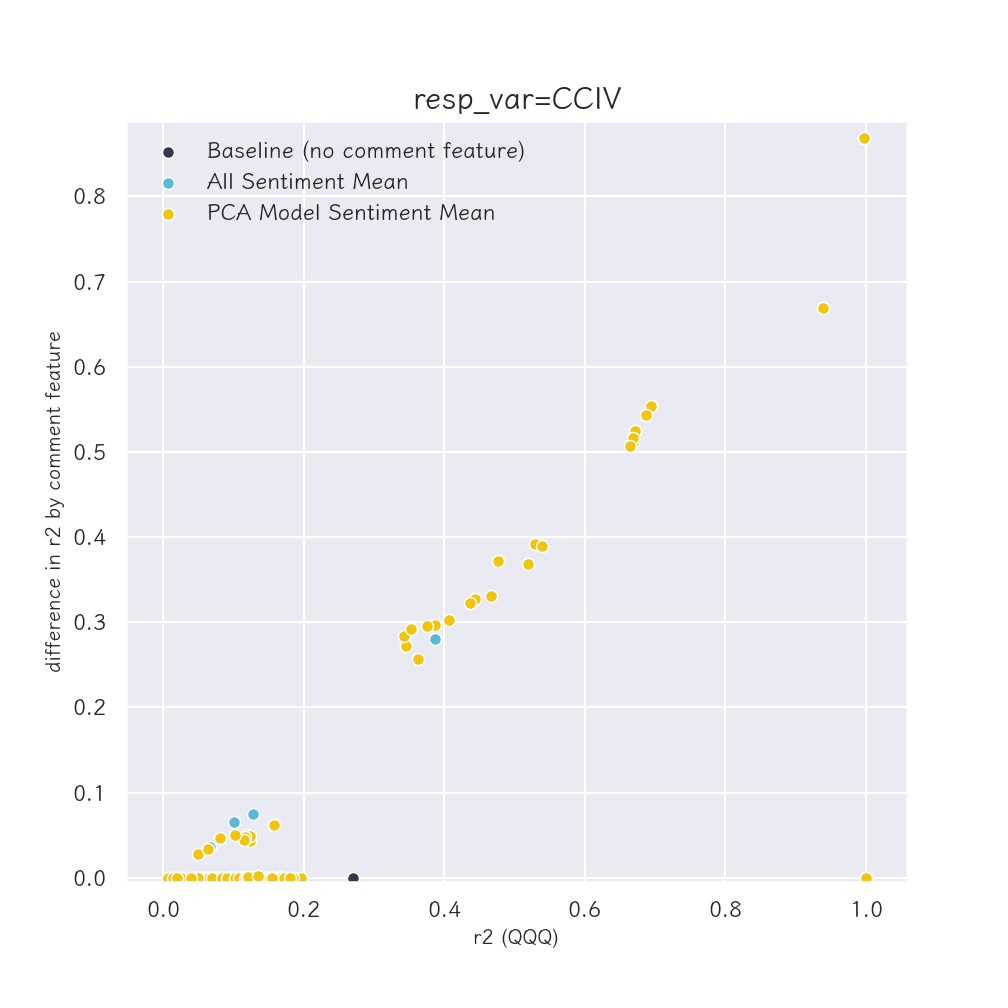 resp_var=CCIV
Baseline (no comment feature)
All Sentiment Mean
PCA Model Sentiment Mean
difference in r2 by comment feature
0.8
0.7
0.6
0.5
0.4
0.3
0.2
0.1
0.0
0.0 0.2 0.4 0.6 0.8 1.0
r2 (QQQ)